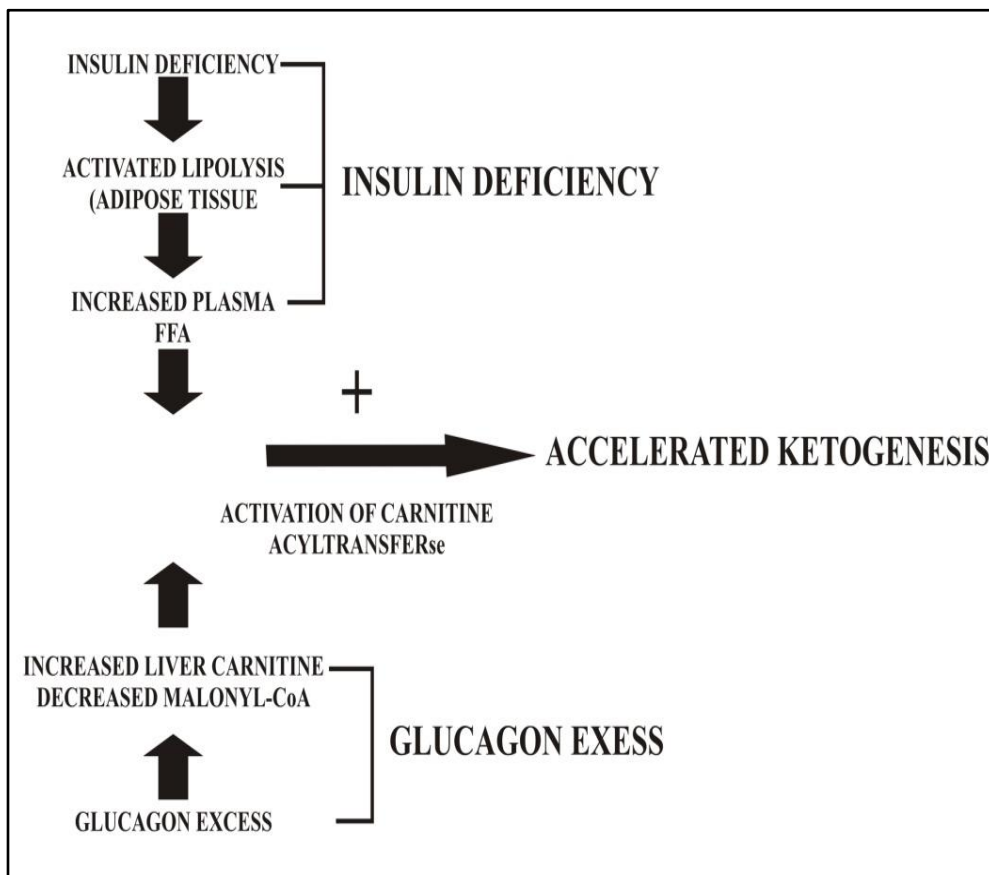 INSULIN DEFICIENCY
ACTIVATED LIPOLYSIS
(ADIPOSE TISSUE
INSULIN DEFICIENCY
INCREASED PLASMA
FFA
+
ACCELERATED KETOGENESIS
ACTIVATION OF CARNITINE
ACYLTRANSFERse
INCREASED LIVER CARNITINE
DECREASED MALONYL-CoA
GLUCAGON EXESS
GLUCAGON EXCESS